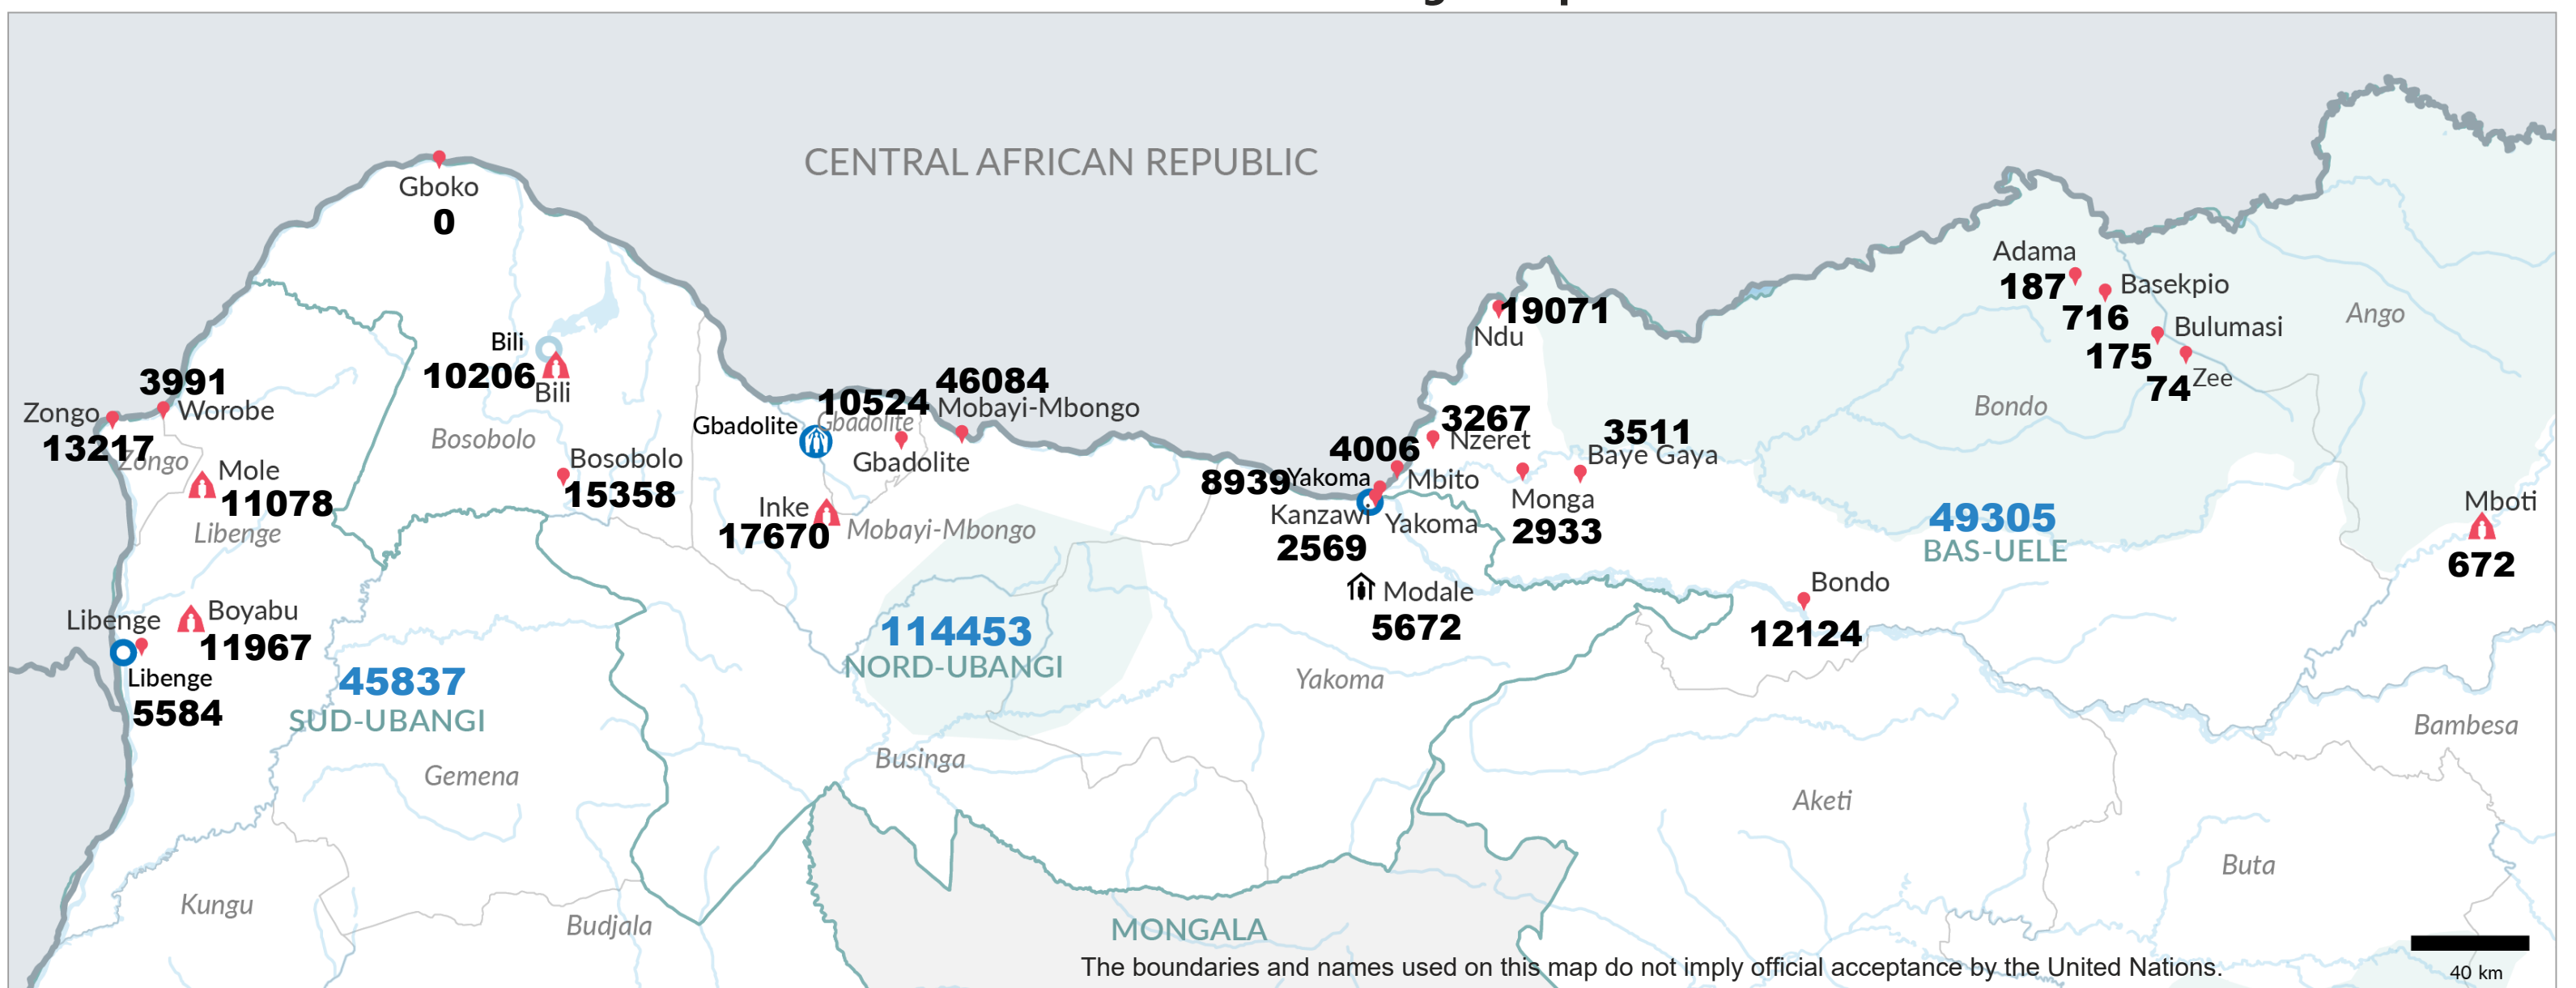 CENTRAL AFRICAN REPUBLIC
Gboko
0
Adama
187
Basekpio
716
Bulumasi
175
Zee
74
Ango
Bondo
19071
Ndu
Bili
10206
Bili
3991
Zongo
Worobe
13217
Zongo
Bosobolo
Mole
11078
Libenge
Bosobolo
15358
46084
10524
Mobayi-Mbongo
Gbadolite
Gbadolite
Gbadolite
Inke
17670
Mobayi-Mbongo
3267
Nzeret
4006
Mbito
8939
Yakoma
Kanzawi
2569
Yakoma
3511
Baye Gaya
Monga
2933
Modale
5672
49305
BAS-UELE
Mboti
672
Bondo
12124
Libenge
Boyabu
11967
Libenge
5584
45837
SUD-UBANGI
114453
NORD-UBANGI
Yakoma
Bambesa
Gemena
Businga
Aketi
Buta
Kungu
Budjala
MONGALA
The boundaries and names used on this map do not imply official acceptance by the United Nations.
40 km